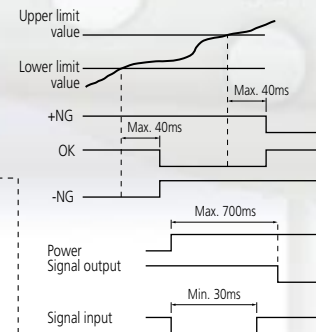 Upper limit
value
Lower limit
value
Max. 40ms
+NG
Max. 40ms
OK
-NG
Max. 700ms
Power
Signal output
Min. 30ms
Signal input